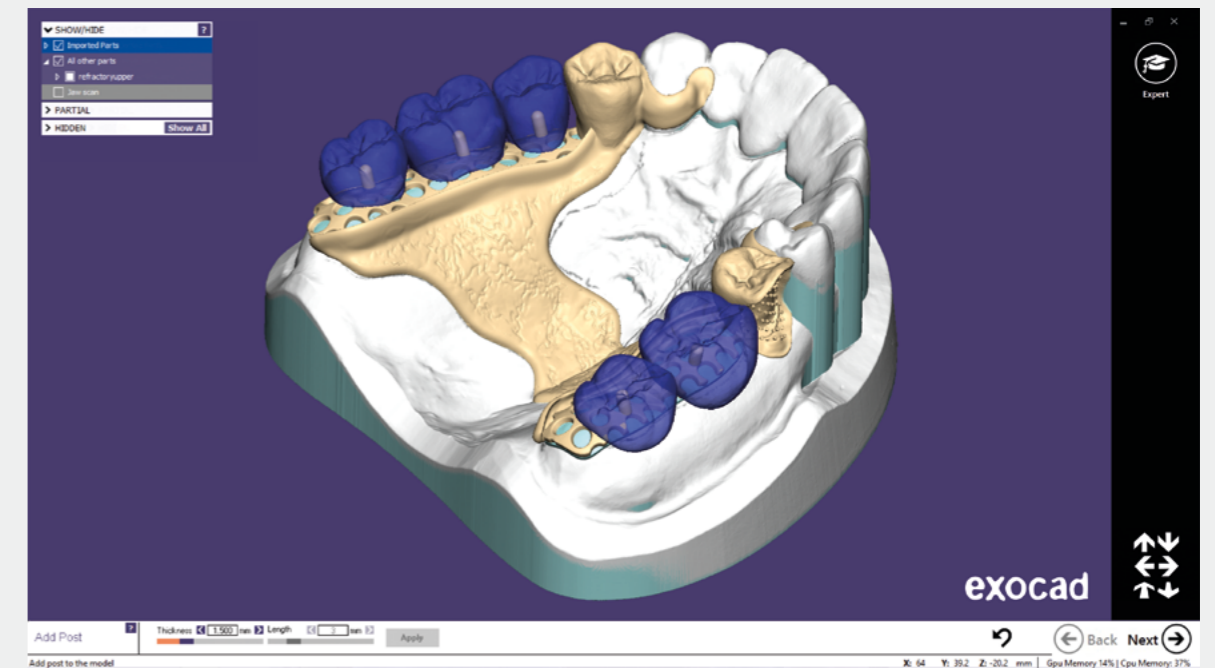 SHOW/HIDE ?
Imported Parts
All other parts
refractoryupper
Jaw scan
PARTIAL
HIDDEN Show All
Expert
exocad
Add Post ? Thickness 1.500 mm Length 3 mm Apply Back Next
Add post to the model X: 64 Y: 39.2 Z: -20.2 mm Gpu Memory 14% | Cpu Memory: 37%